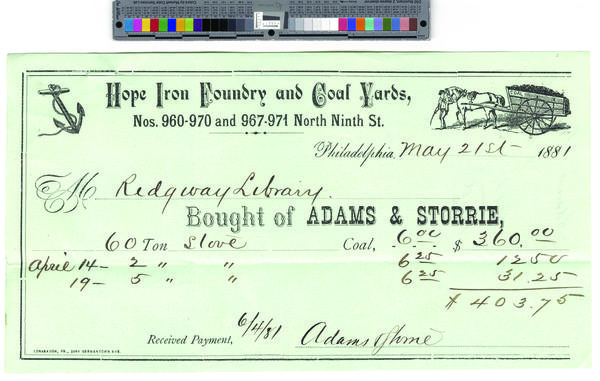 Hope Iron Foundry and Coal Yards,
Nos. 960-970 and 967-971 North Ninth St.
Philadelphia, May 21st 1881
M Ridgway Library.
Bought of ADAMS & STORRIE,
60 Ton Stove Coal, 6.00 $ 360.00
April 14- 2 " " 6 25 12 50
19- 5 " " 6 25 31.25
$ 403.75
Received Payment, 6/4/81 Adams & Storrie